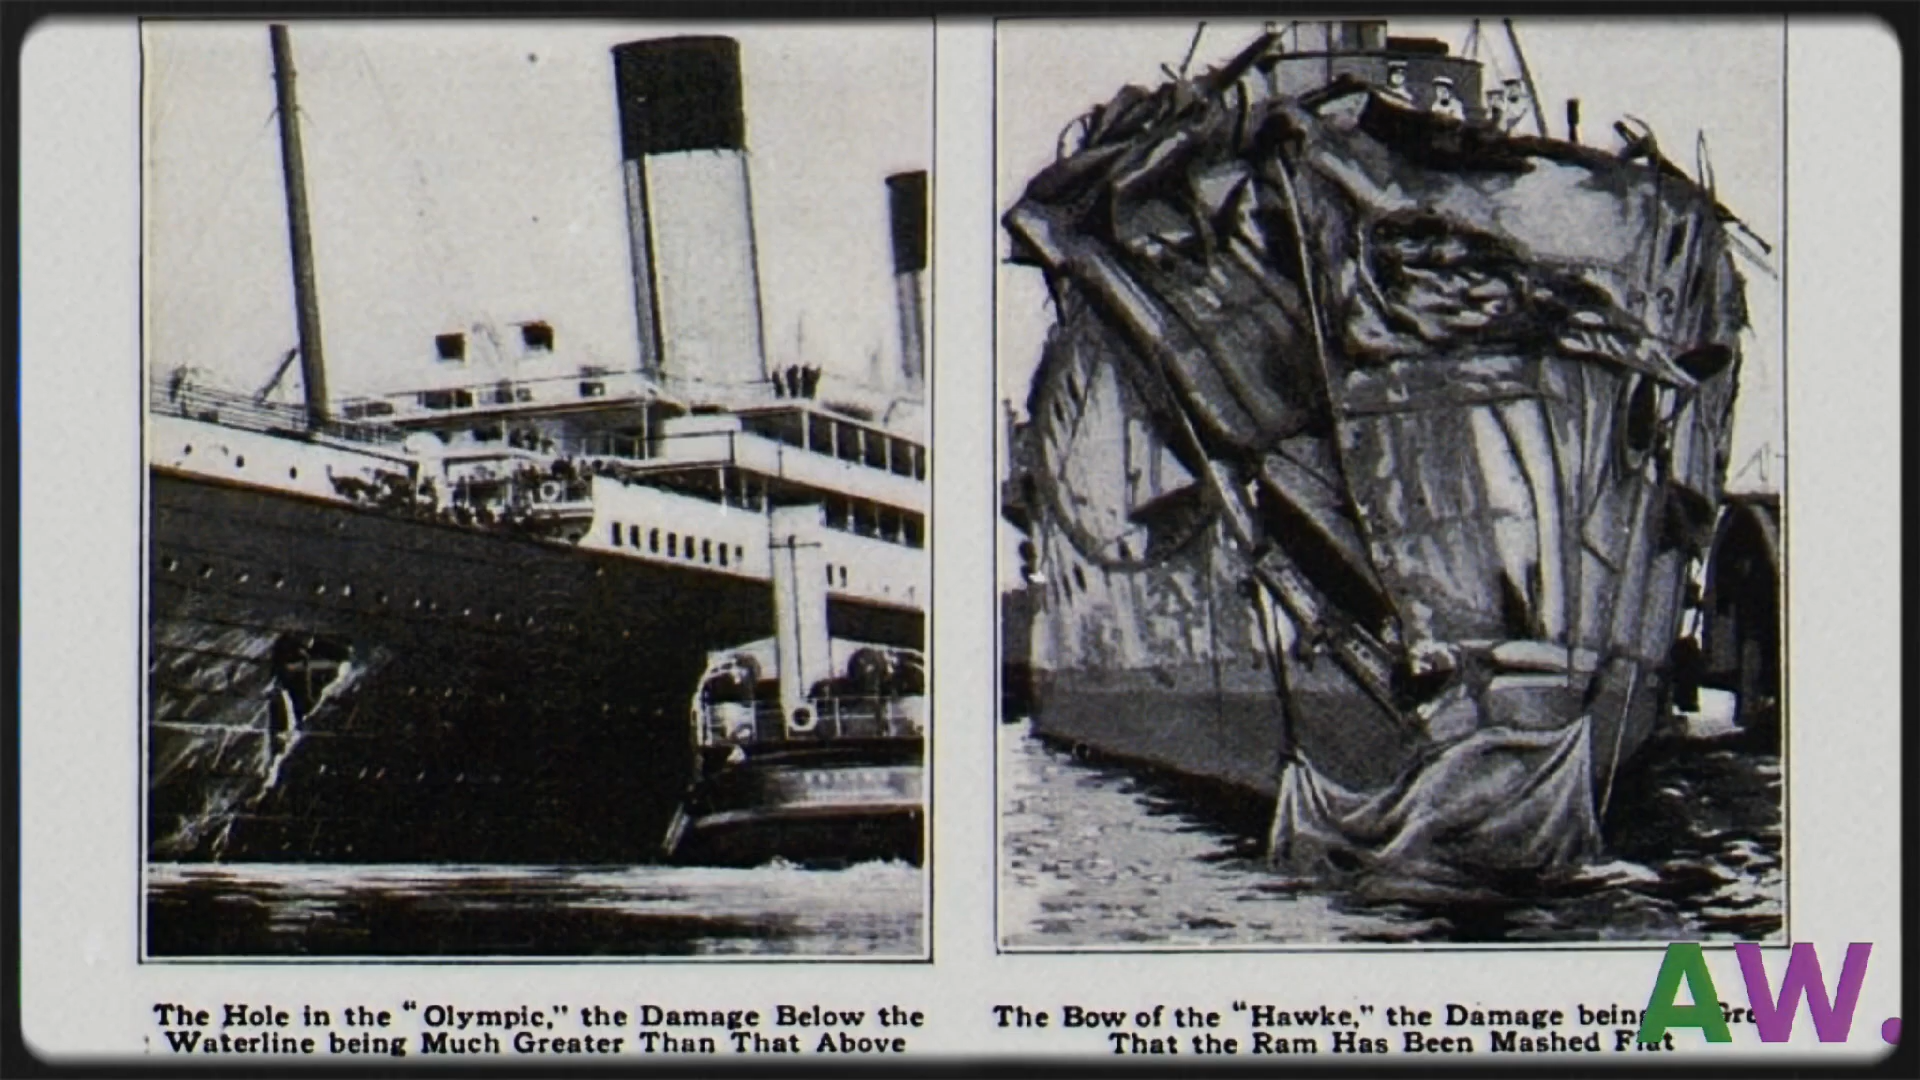 The Hole in the "Olympic," the Damage Below the
Waterline being Much Greater Than That Above
The Bow of the "Hawke," the Damage being
That the Ram Has Been Mashed Flat
AW.